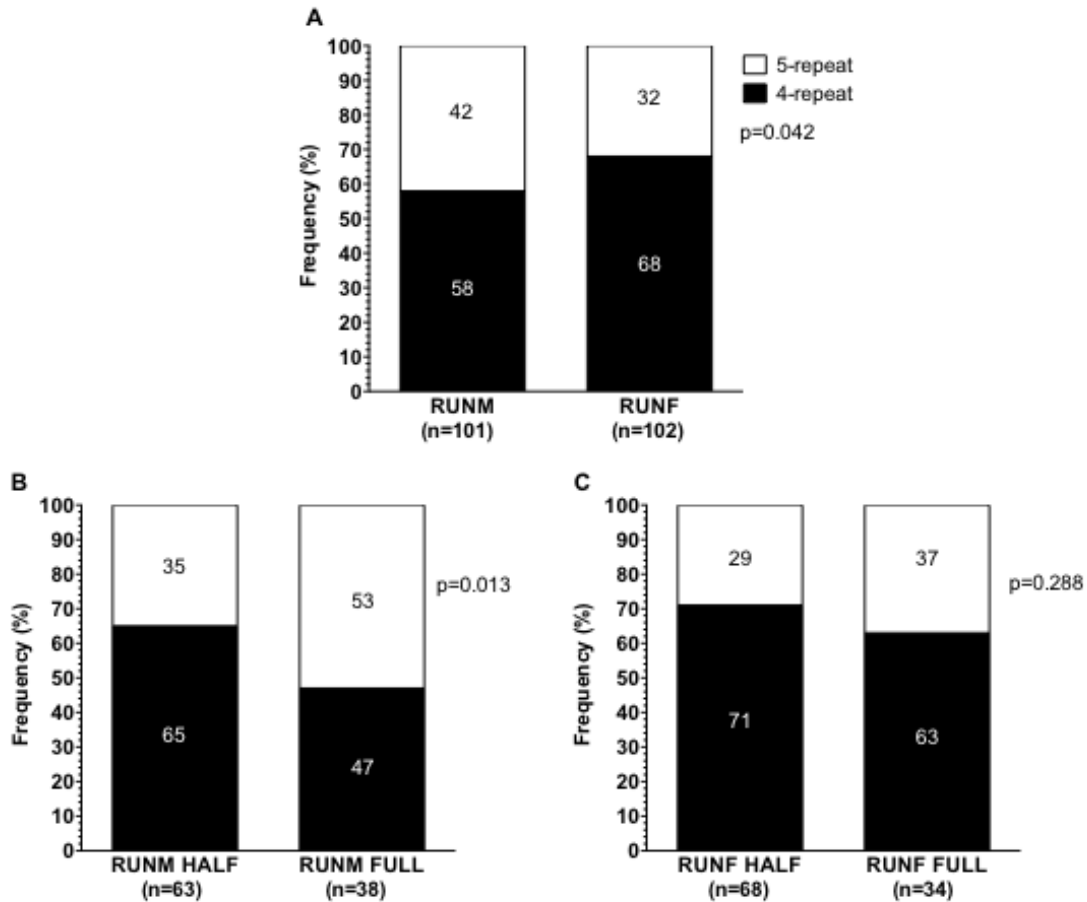 A
100
90
80
70
60
50
40
30
20
10
0
Frequency (%)
42
58
32
68
5-repeat
4-repeat
p=0.042
RUNM
(n=101)
RUNF
(n=102)
B
100
90
80
70
60
50
40
30
20
10
0
Frequency (%)
35
65
53
47
p=0.013
RUNM HALF
(n=63)
RUNM FULL
(n=38)
C
100
90
80
70
60
50
40
30
20
10
0
Frequency (%)
29
71
37
63
p=0.288
RUNF HALF
(n=68)
RUNF FULL
(n=34)